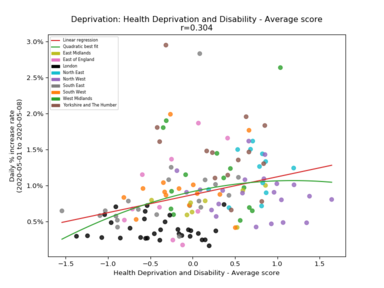 Deprivation: Health Deprivation and Disability - Average score
r=0.304
Daily % increase rate
(2020-05-01 to 2020-05-08)
3.0%
2.5%
2.0%
1.5%
1.0%
0.5%
Linear regression
Quadratic best fit
East Midlands
East of England
London
North East
North West
South East
South West
West Midlands
Yorkshire and The Humber
−1.5 −1.0 −0.5 0.0 0.5 1.0 1.5
Health Deprivation and Disability - Average score